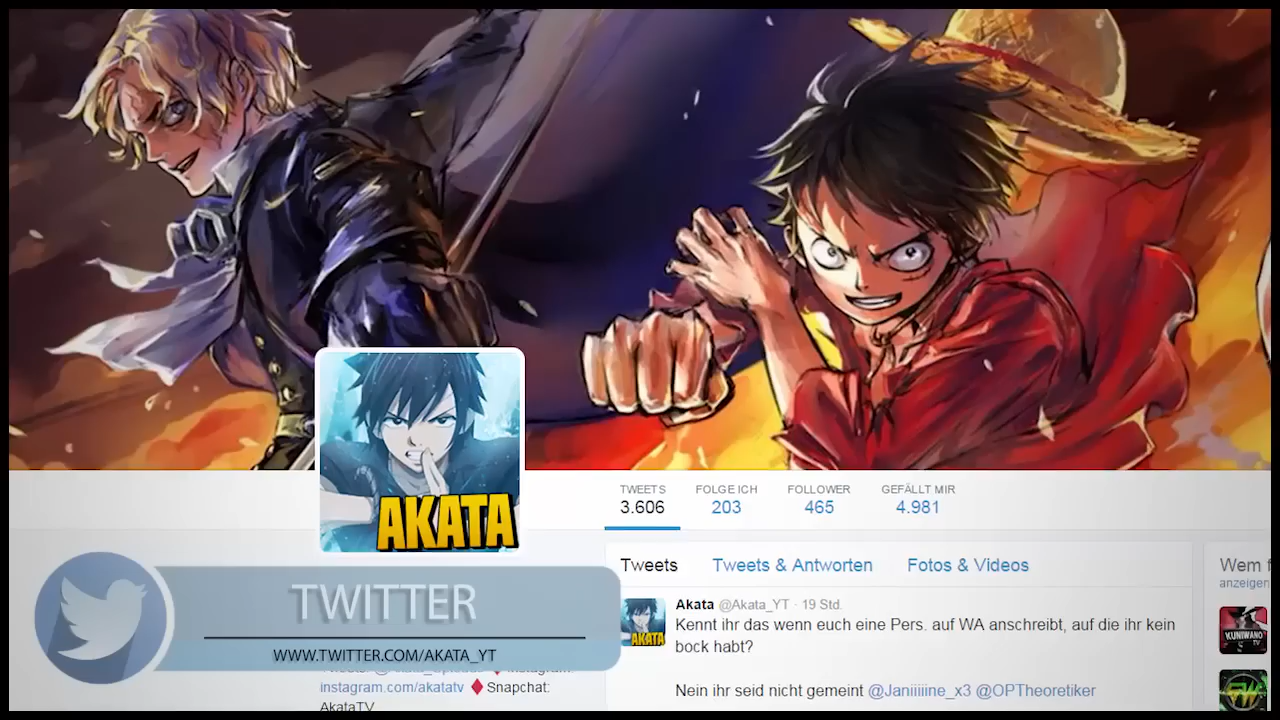 TWEETS
3.606
FOLGE ICH
203
FOLLOWER
465
GEFÄLLT MIR
4.981
AKATA
Tweets
Tweets & Antworten
Fotos & Videos
Wem
anzeigen
AKATA
Akata @Akata_YT · 19 Std.
Kennt ihr das wenn euch eine Pers. auf WA anschreibt, auf die ihr kein
bock habt?
Nein ihr seid nicht gemeint @Janiiiiine_x3 @OPTheoretiker
KUNIWANO
TV
TWITTER
WWW.TWITTER.COM/AKATA_YT
instagram.com/akatatv ♦ Snapchat:
AkataTV